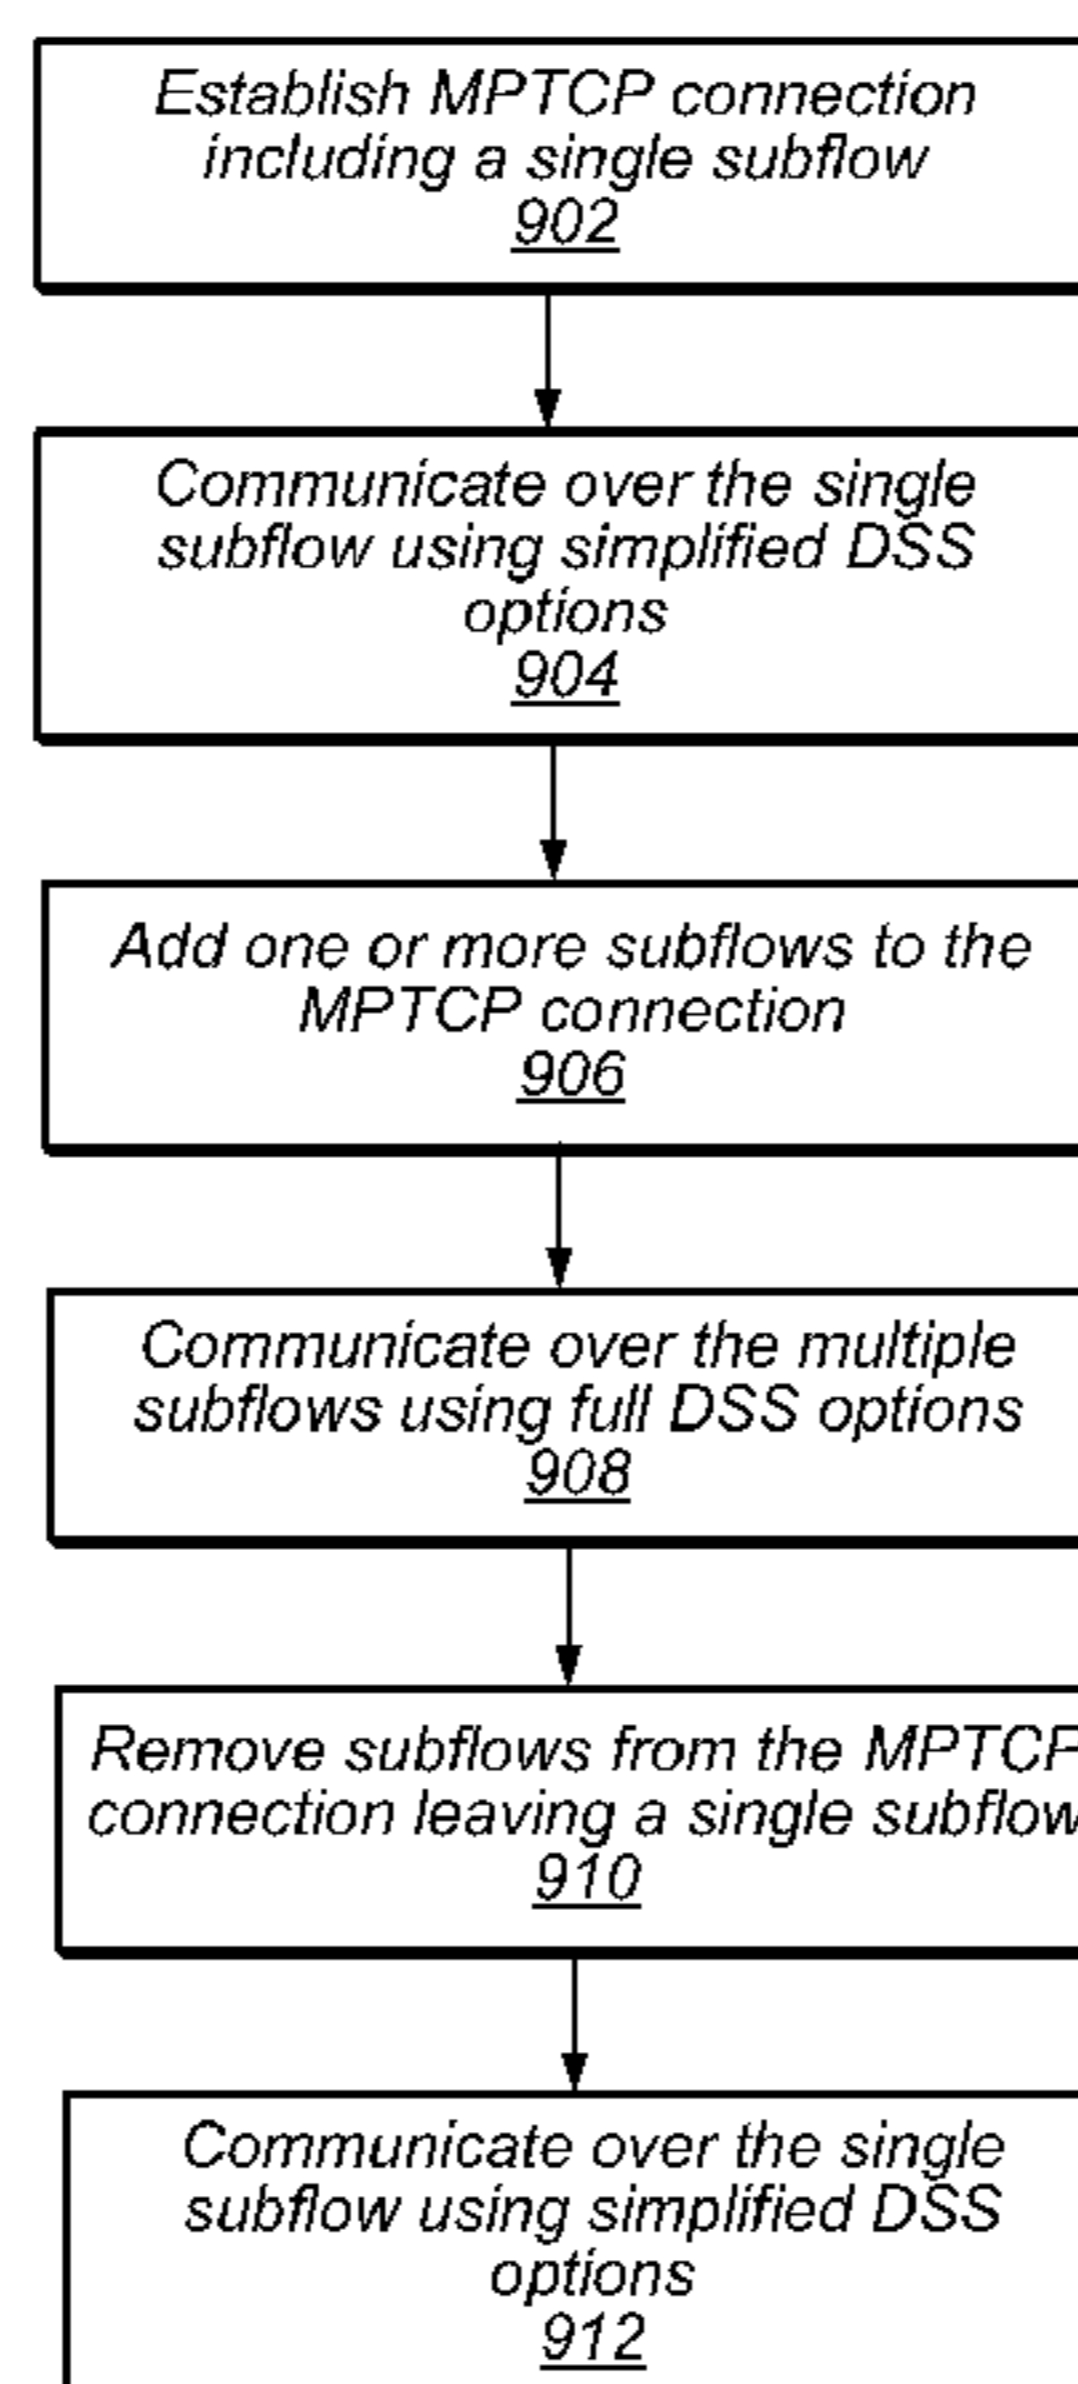 Establish MPTCP connection
including a single subflow
902
Communicate over the single
subflow using simplified DSS
options
904
Add one or more subflows to the
MPTCP connection
906
Communicate over the multiple
subflows using full DSS options
908
Remove subflows from the MPTCP
connection leaving a single subflow
910
Communicate over the single
subflow using simplified DSS
options
912